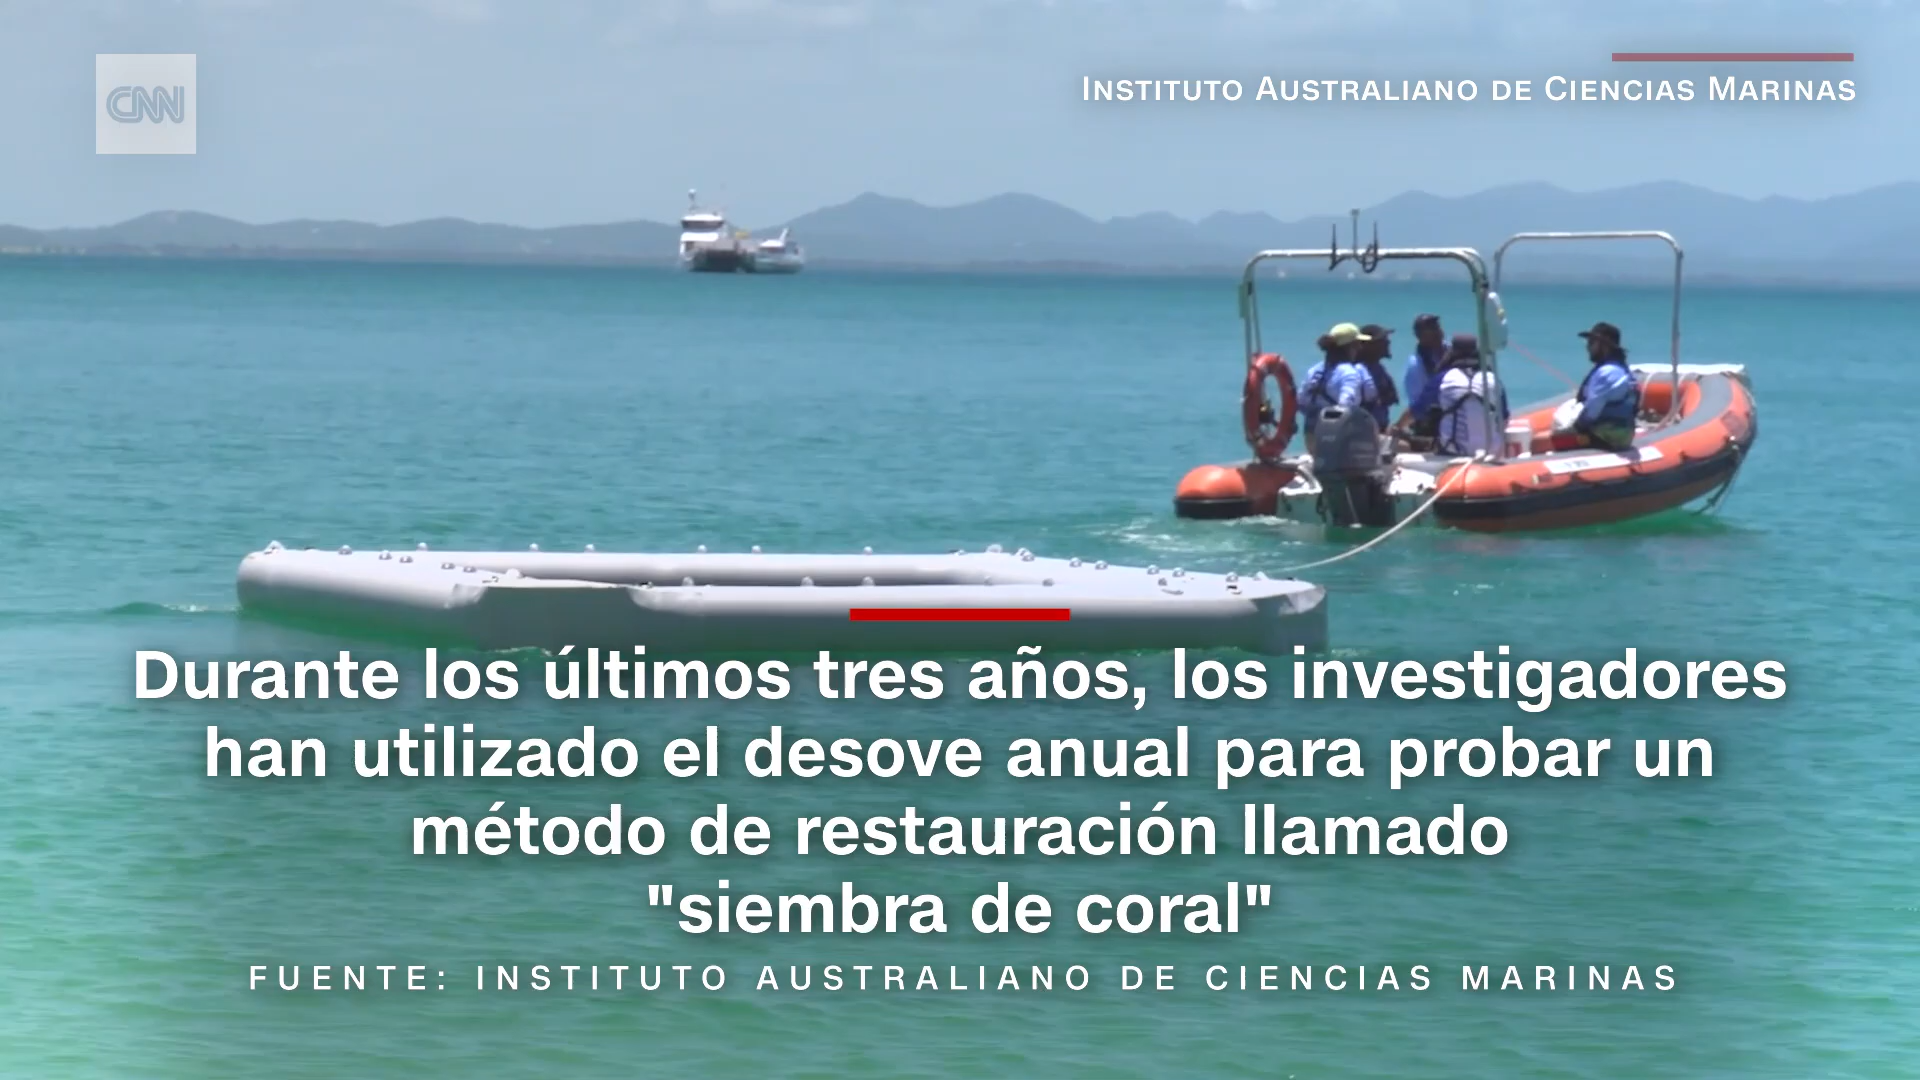 CNN
Instituto Australiano de Ciencias Marinas
Durante los últimos tres años, los investigadores
han utilizado el desove anual para probar un
método de restauración llamado
"siembra de coral"
FUENTE: INSTITUTO AUSTRALIANO DE CIENCIAS MARINAS